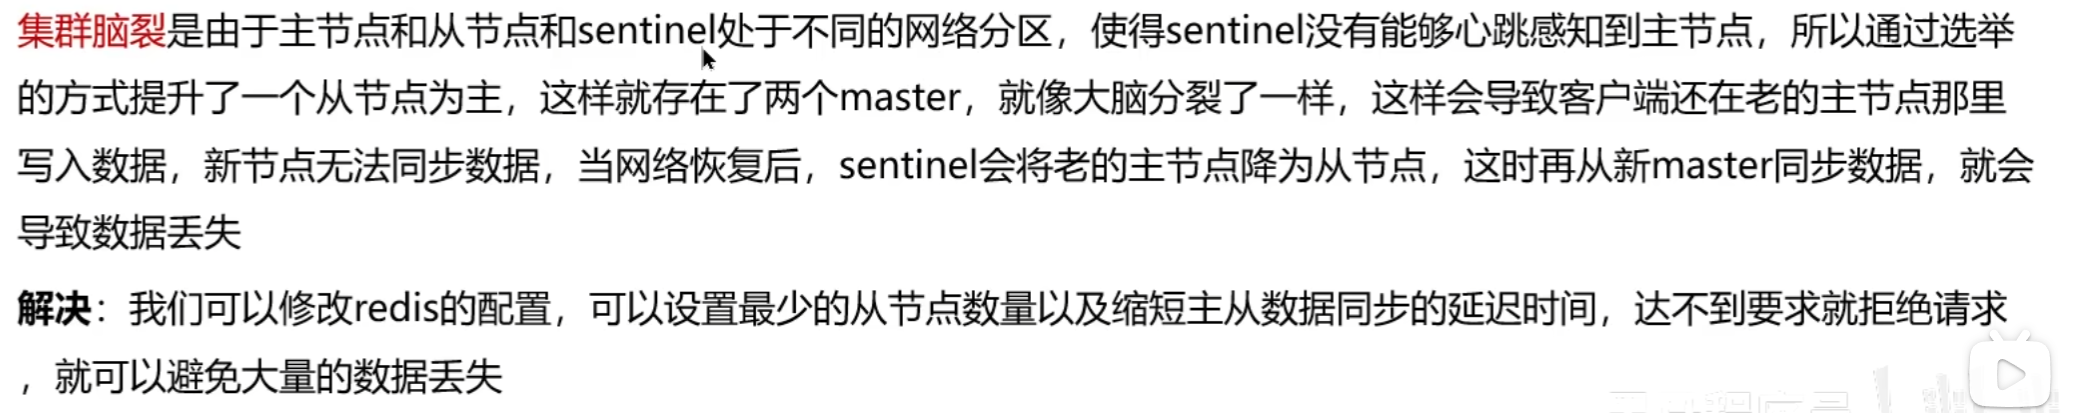 集群脑裂是由于主节点和从节点和sentinel处于不同的网络分区，使得sentinel没有能够心跳感知到主节点，所以通过选举
的方式提升了一个从节点为主，这样就存在了两个master，就像大脑分裂了一样，这样会导致客户端还在老的主节点那里
写入数据，新节点无法同步数据，当网络恢复后，sentinel会将老的主节点降为从节点，这时再从新master同步数据，就会
导致数据丢失
解决：我们可以修改redis的配置，可以设置最少的从节点数量以及缩短主从数据同步的延迟时间，达不到要求就拒绝请求
，就可以避免大量的数据丢失